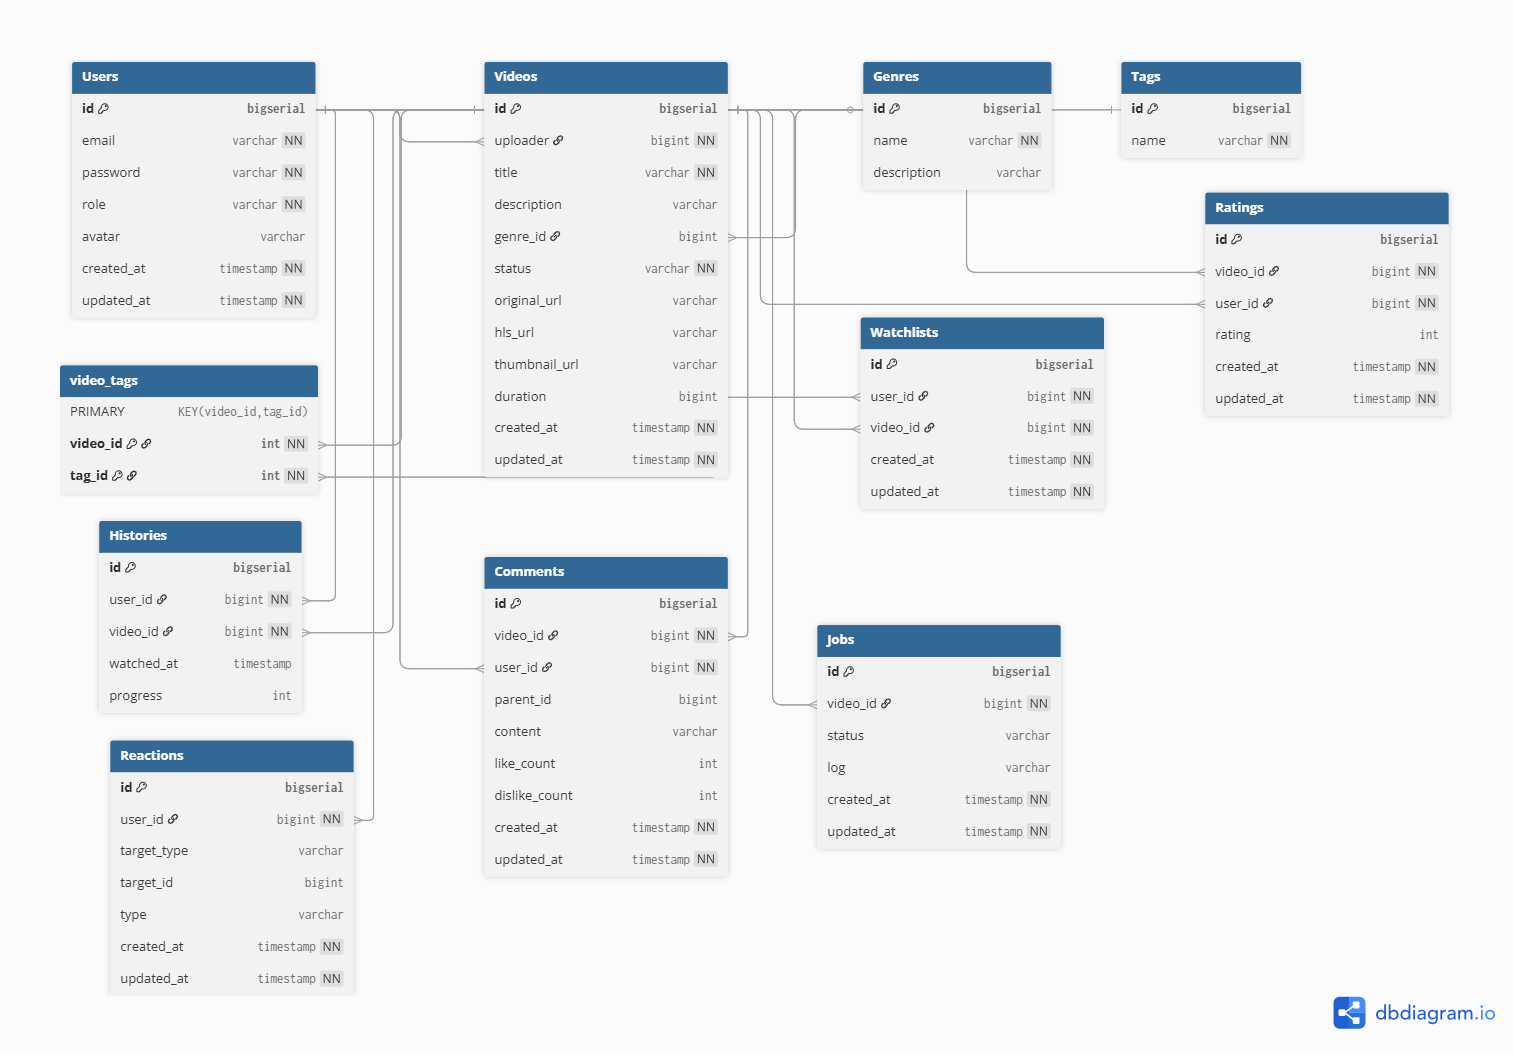 Users
id bigserial
email varchar NN
password varchar NN
role varchar NN
avatar varchar
created_at timestamp NN
updated_at timestamp NN
Videos
id bigserial
uploader bigint NN
title varchar NN
description varchar
genre_id bigint
status varchar NN
original_url varchar
hls_url varchar
thumbnail_url varchar
duration bigint
created_at timestamp NN
updated_at timestamp NN
Genres
id bigserial
name varchar NN
description varchar
Tags
id bigserial
name varchar NN
Ratings
id bigserial
video_id bigint NN
user_id bigint NN
rating int
created_at timestamp NN
updated_at timestamp NN
Watchlists
id bigserial
user_id bigint NN
video_id bigint NN
created_at timestamp NN
updated_at timestamp NN
video_tags
PRIMARY KEY(video_id,tag_id)
video_id int NN
tag_id int NN
Histories
id bigserial
user_id bigint NN
video_id bigint NN
watched_at timestamp
progress int
Comments
id bigserial
video_id bigint NN
user_id bigint NN
parent_id bigint
content varchar
like_count int
dislike_count int
created_at timestamp NN
updated_at timestamp NN
Jobs
id bigserial
video_id bigint NN
status varchar
log varchar
created_at timestamp NN
updated_at timestamp NN
Reactions
id bigserial
user_id bigint NN
target_type varchar
target_id bigint
type varchar
created_at timestamp NN
updated_at timestamp NN
dbdiagram.io